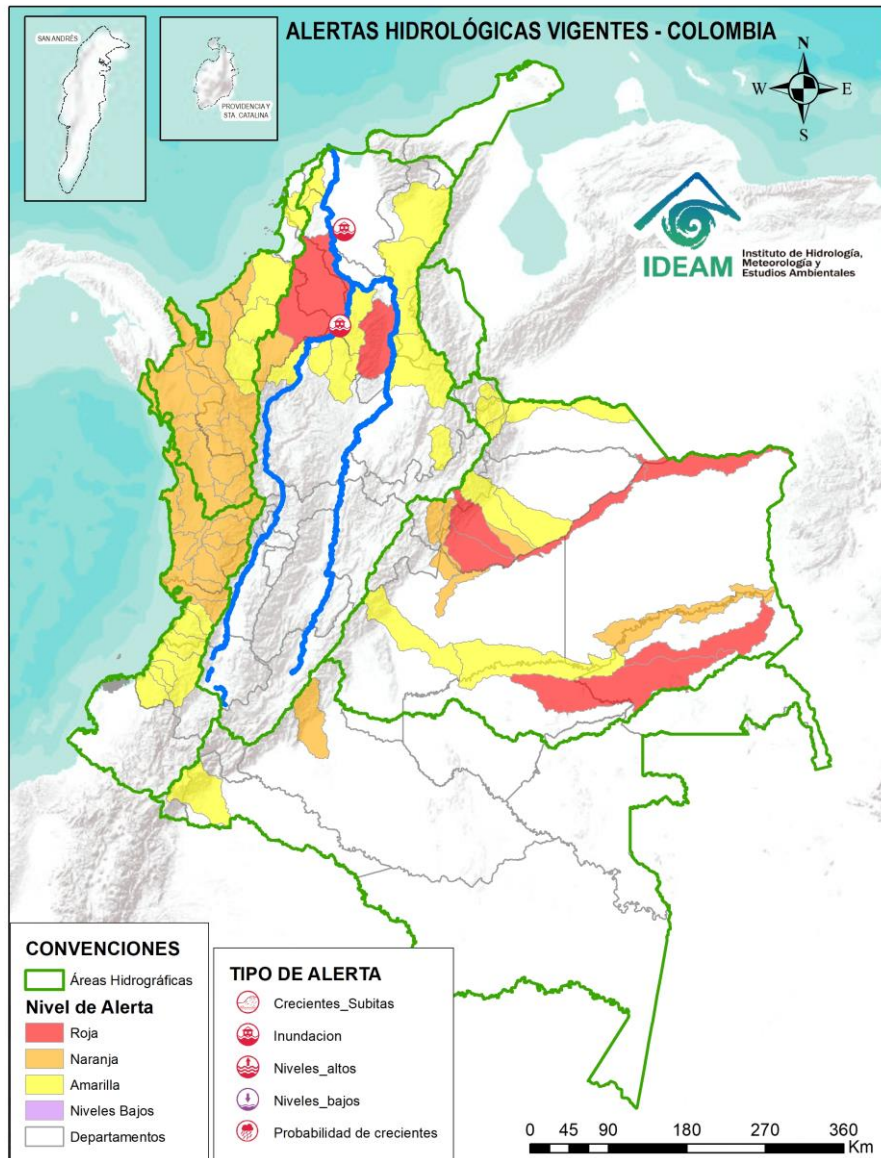 SAN ANDRÉS
PROVIDENCIA Y
STA. CATALINA
ALERTAS HIDROLÓGICAS VIGENTES - COLOMBIA
N
W
E
S
IDEAM
Instituto de Hidrología,
Meteorología y
Estudios Ambientales
CONVENCIONES
Áreas Hidrográficas
Nivel de Alerta
Roja
Naranja
Amarilla
Niveles Bajos
Departamentos
TIPO DE ALERTA
Crecientes_Subitas
Inundacion
Niveles_altos
Niveles_bajos
Probabilidad de crecientes
0 45 90 180 270 360
Km